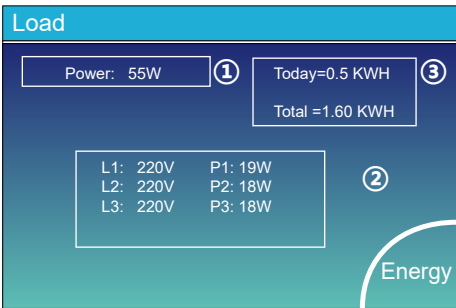 Load
Power: 55W ①
Today=0.5 KWH ③
Total =1.60 KWH
L1: 220V P1: 19W
L2: 220V P2: 18W ②
L3: 220V P3: 18W
Energy